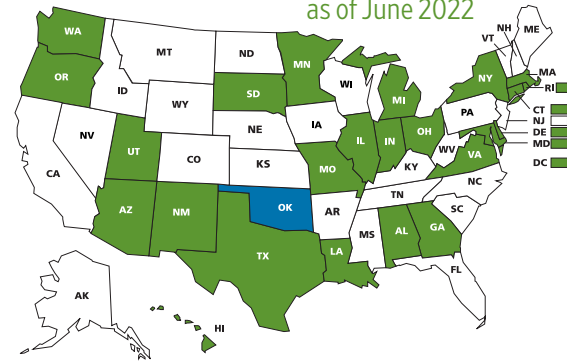 as of June 2022
WA
MT
ND
MN
VT
NH
ME
OR
ID
SD
WI
MI
NY
MA
RI
WY
IA
PA
CT
NJ
NV
NE
IL
IN
OH
DE
UT
CO
WV
MD
CA
KS
MO
KY
VA
DC
AZ
NM
OK
AR
TN
NC
SC
MS
AL
GA
TX
LA
FL
AK
HI